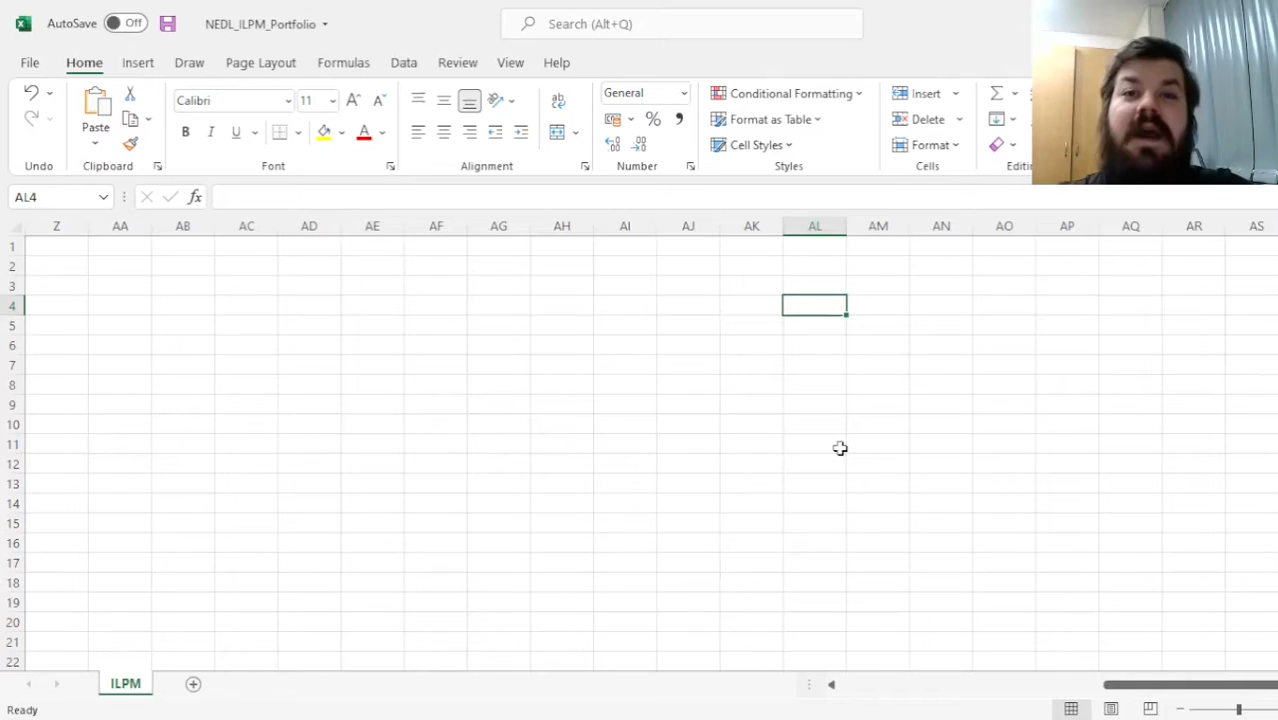 AutoSave Off NEDL_ILPM_Portfolio Search (Alt+Q)
File Home Insert Draw Page Layout Formulas Data Review View Help
Calibri 11 General Conditional Formatting Insert
Paste Format as Table Delete
Cell Styles Format
Undo Clipboard Font Alignment Number Styles Cells Editin
AL4 fx
Z AA AB AC AD AE AF AG AH AI AJ AK AL AM AN AO AP AQ AR AS
1
2
3
4
5
6
7
8
9
10
11
12
13
14
15
16
17
18
19
20
21
22
ILPM
Ready